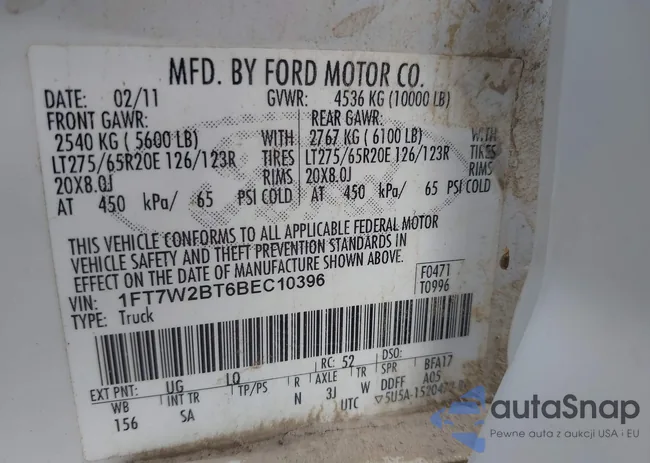 MFD. BY FORD MOTOR CO.
DATE: 02/11 GVWR: 4536 KG (10000 LB)
FRONT GAWR: REAR GAWR:
2540 KG ( 5600 LB) WITH 2767 KG ( 6100 LB) WITH
LT275/65R20E 126/123R TIRES LT275/65R20E 126/123R TIRES
20X8.0J RIMS 20X8.0J RIMS
AT 450 kPa/ 65 PSI COLD AT 450 kPa/ 65 PSI COLD
THIS VEHICLE CONFORMS TO ALL APPLICABLE FEDERAL MOTOR
VEHICLE SAFETY AND THEFT PREVENTION STANDARDS IN
EFFECT ON THE DATE OF MANUFACTURE SHOWN ABOVE.
VIN: 1FT7W2BT6BEC10396
TYPE: Truck
F0471
T0996
EXT PNT: UG LQ RC: 52 DSO:
WB INT TR TP/PS R AXLE TR SPR BFA17
156 SA N 3J W DDFF A05
UTC
autaSnap
Pewne auta z aukcji USA i EU